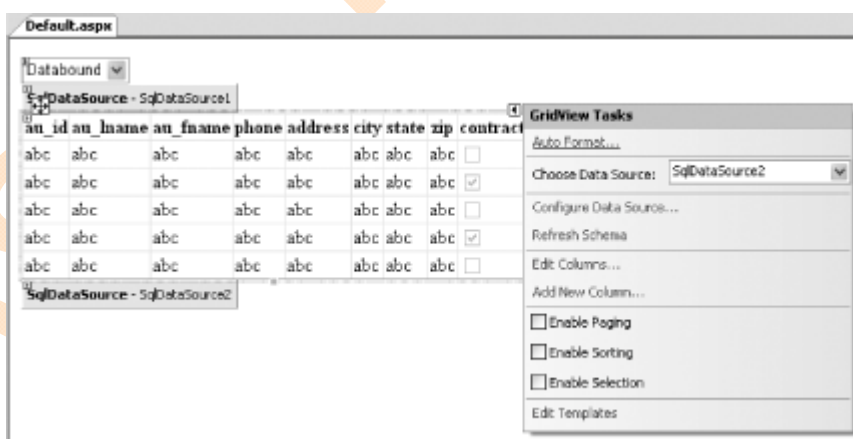 Default.aspx
Databound
SqlDataSource - SqlDataSource1
au_id au_lname au_fname phone address city state zip contract
abc abc abc abc abc abc abc abc
abc abc abc abc abc abc abc abc
abc abc abc abc abc abc abc abc
abc abc abc abc abc abc abc abc
abc abc abc abc abc abc abc abc
SqlDataSource - SqlDataSource2
GridView Tasks
Auto Format...
Choose Data Source: SqlDataSource2
Configure Data Source...
Refresh Schema
Edit Columns...
Add New Column...
Enable Paging
Enable Sorting
Enable Selection
Edit Templates